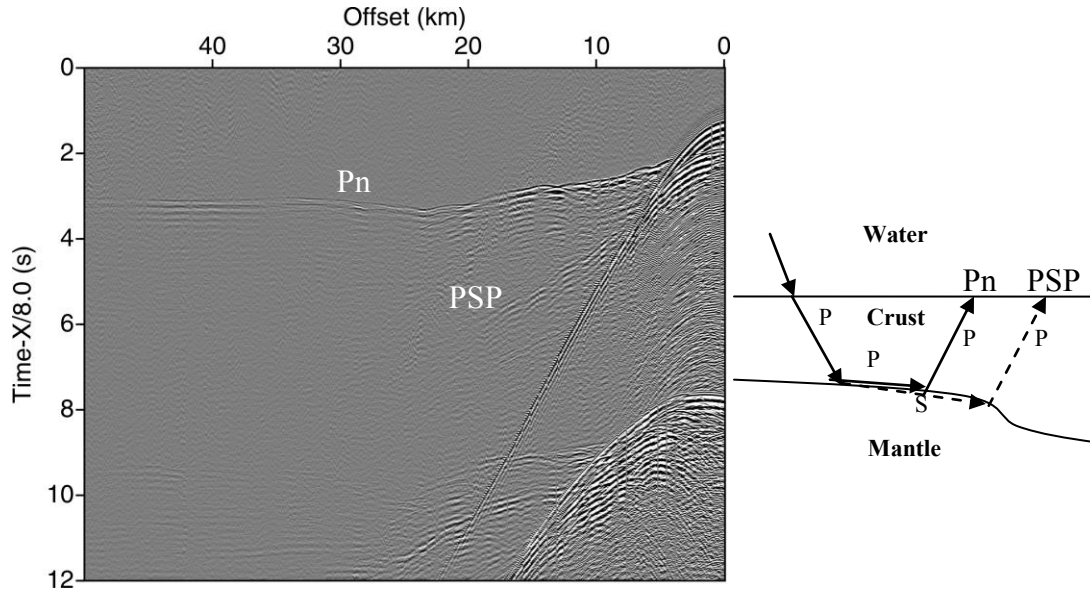 Offset (km)
40 30 20 10 0
0
2
4
6
8
10
12
Time-X/8.0 (s)
Pn
PSP
Water
Pn PSP
P Crust P P
P
S
Mantle